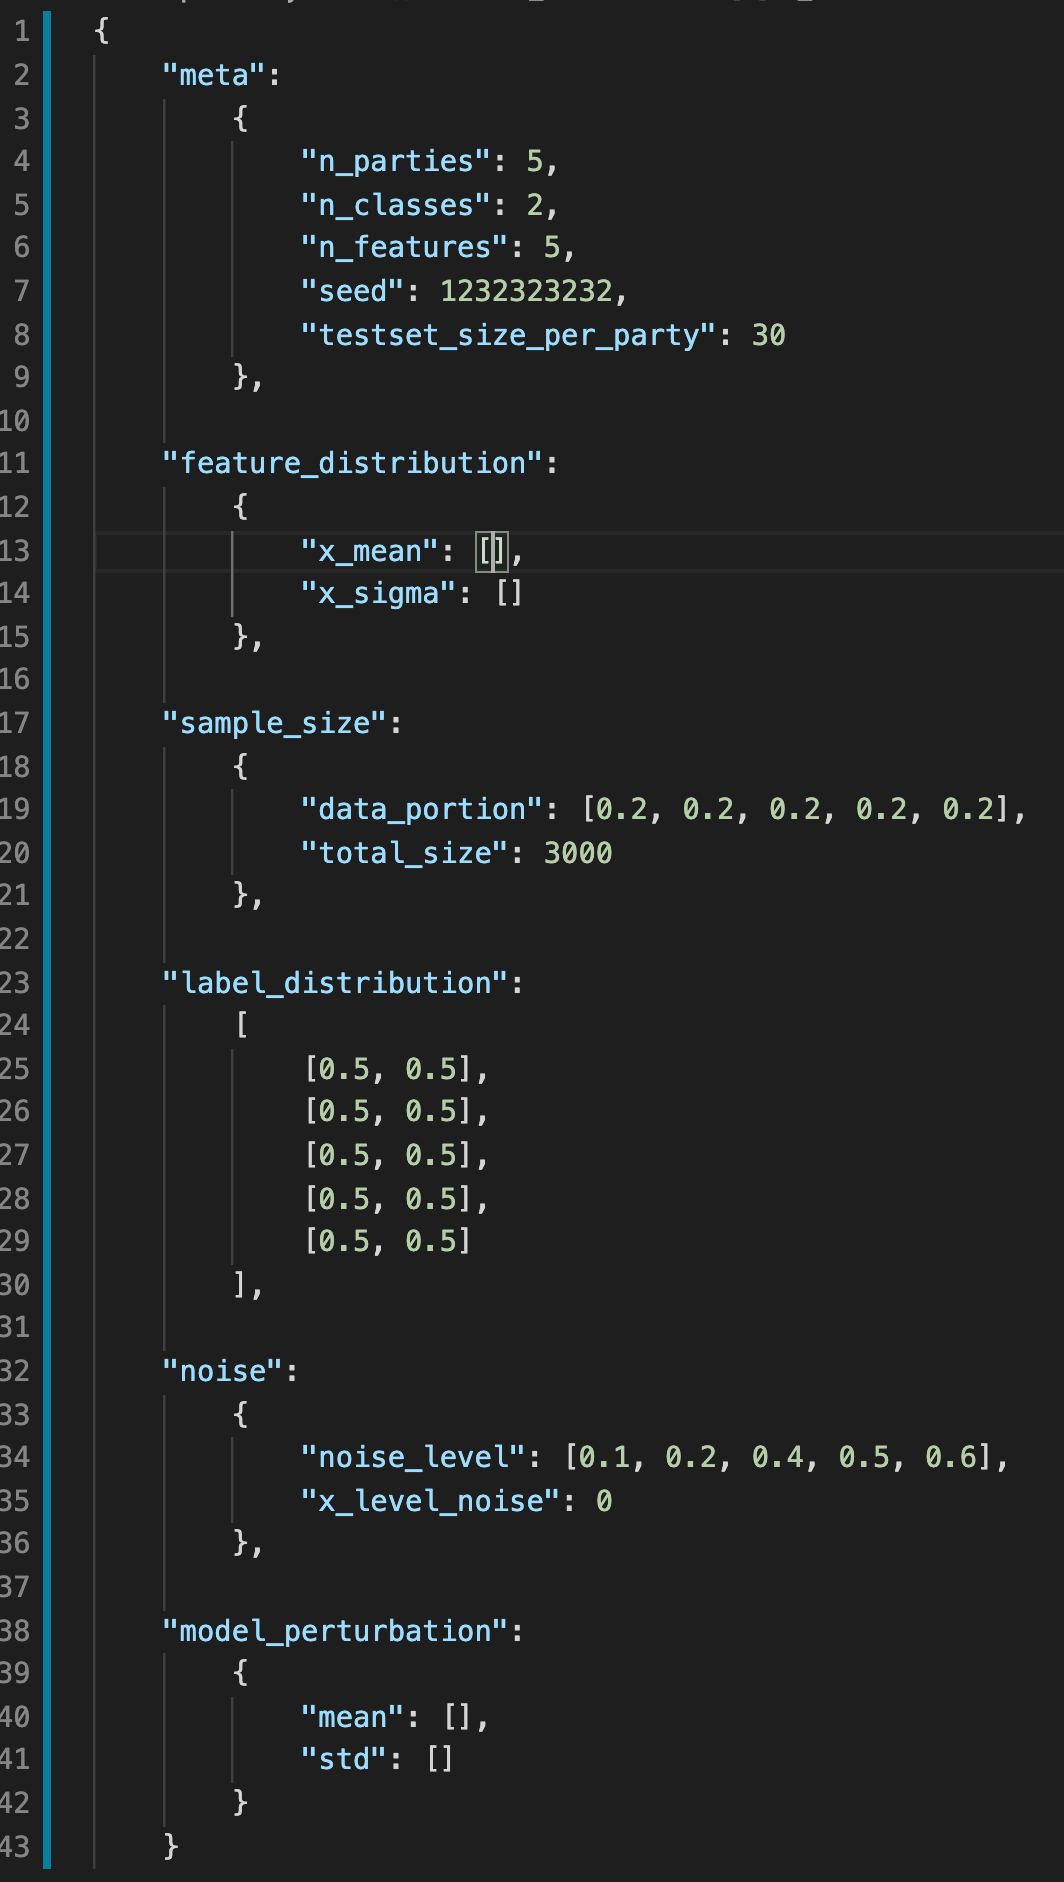 1 {
2 "meta":
3 {
4 "n_parties": 5,
5 "n_classes": 2,
6 "n_features": 5,
7 "seed": 1232323232,
8 "testset_size_per_party": 30
9 },
10
11 "feature_distribution":
12 {
13 "x_mean": [],
14 "x_sigma": []
15 },
16
17 "sample_size":
18 {
19 "data_portion": [0.2, 0.2, 0.2, 0.2, 0.2],
20 "total_size": 3000
21 },
22
23 "label_distribution":
24 [
25 [0.5, 0.5],
26 [0.5, 0.5],
27 [0.5, 0.5],
28 [0.5, 0.5],
29 [0.5, 0.5]
30 ],
31
32 "noise":
33 {
34 "noise_level": [0.1, 0.2, 0.4, 0.5, 0.6],
35 "x_level_noise": 0
36 },
37
38 "model_perturbation":
39 {
40 "mean": [],
41 "std": []
42 }
43 }